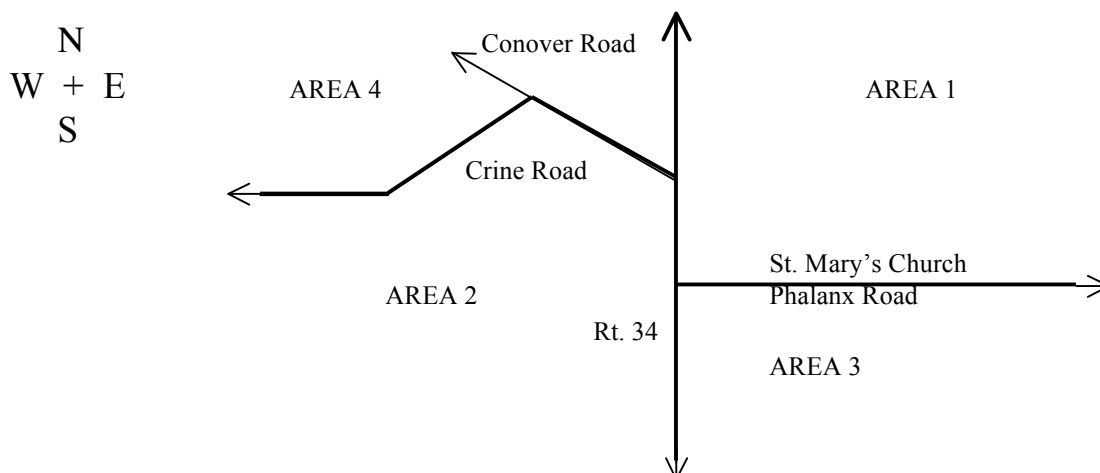 N
W + E
S
Conover Road
AREA 4
AREA 1
Crine Road
St. Mary's Church
Phalanx Road
AREA 2
Rt. 34
AREA 3